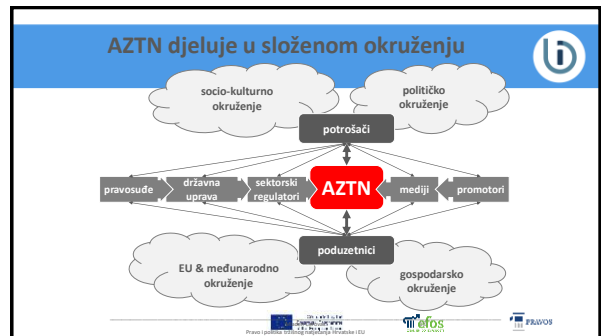 AZTN djeluje u složenom okruženju
socio-kulturno
okruženje
političko
okruženje
potrošači
pravosuđe
državna
uprava
sektorski
regulatori
AZTN
mediji
promotori
poduzetnici
EU & međunarodno
okruženje
gospodarsko
okruženje
efos
PRAVOS
Pravo i politika tržišnog natjecanja Hrvatske i EU